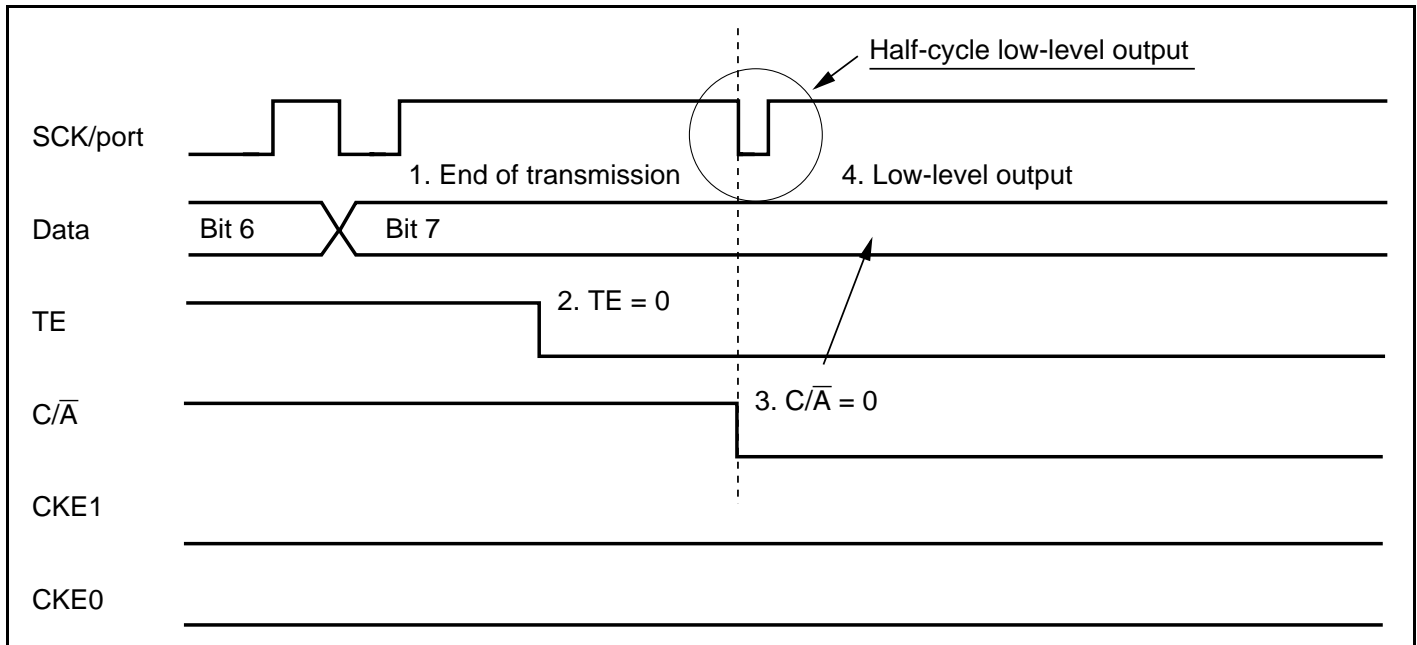 Half-cycle low-level output
SCK/port
1. End of transmission
4. Low-level output
Data
Bit 6
Bit 7
TE
2. TE = 0
C/A̅
3. C/A̅ = 0
CKE1
CKE0